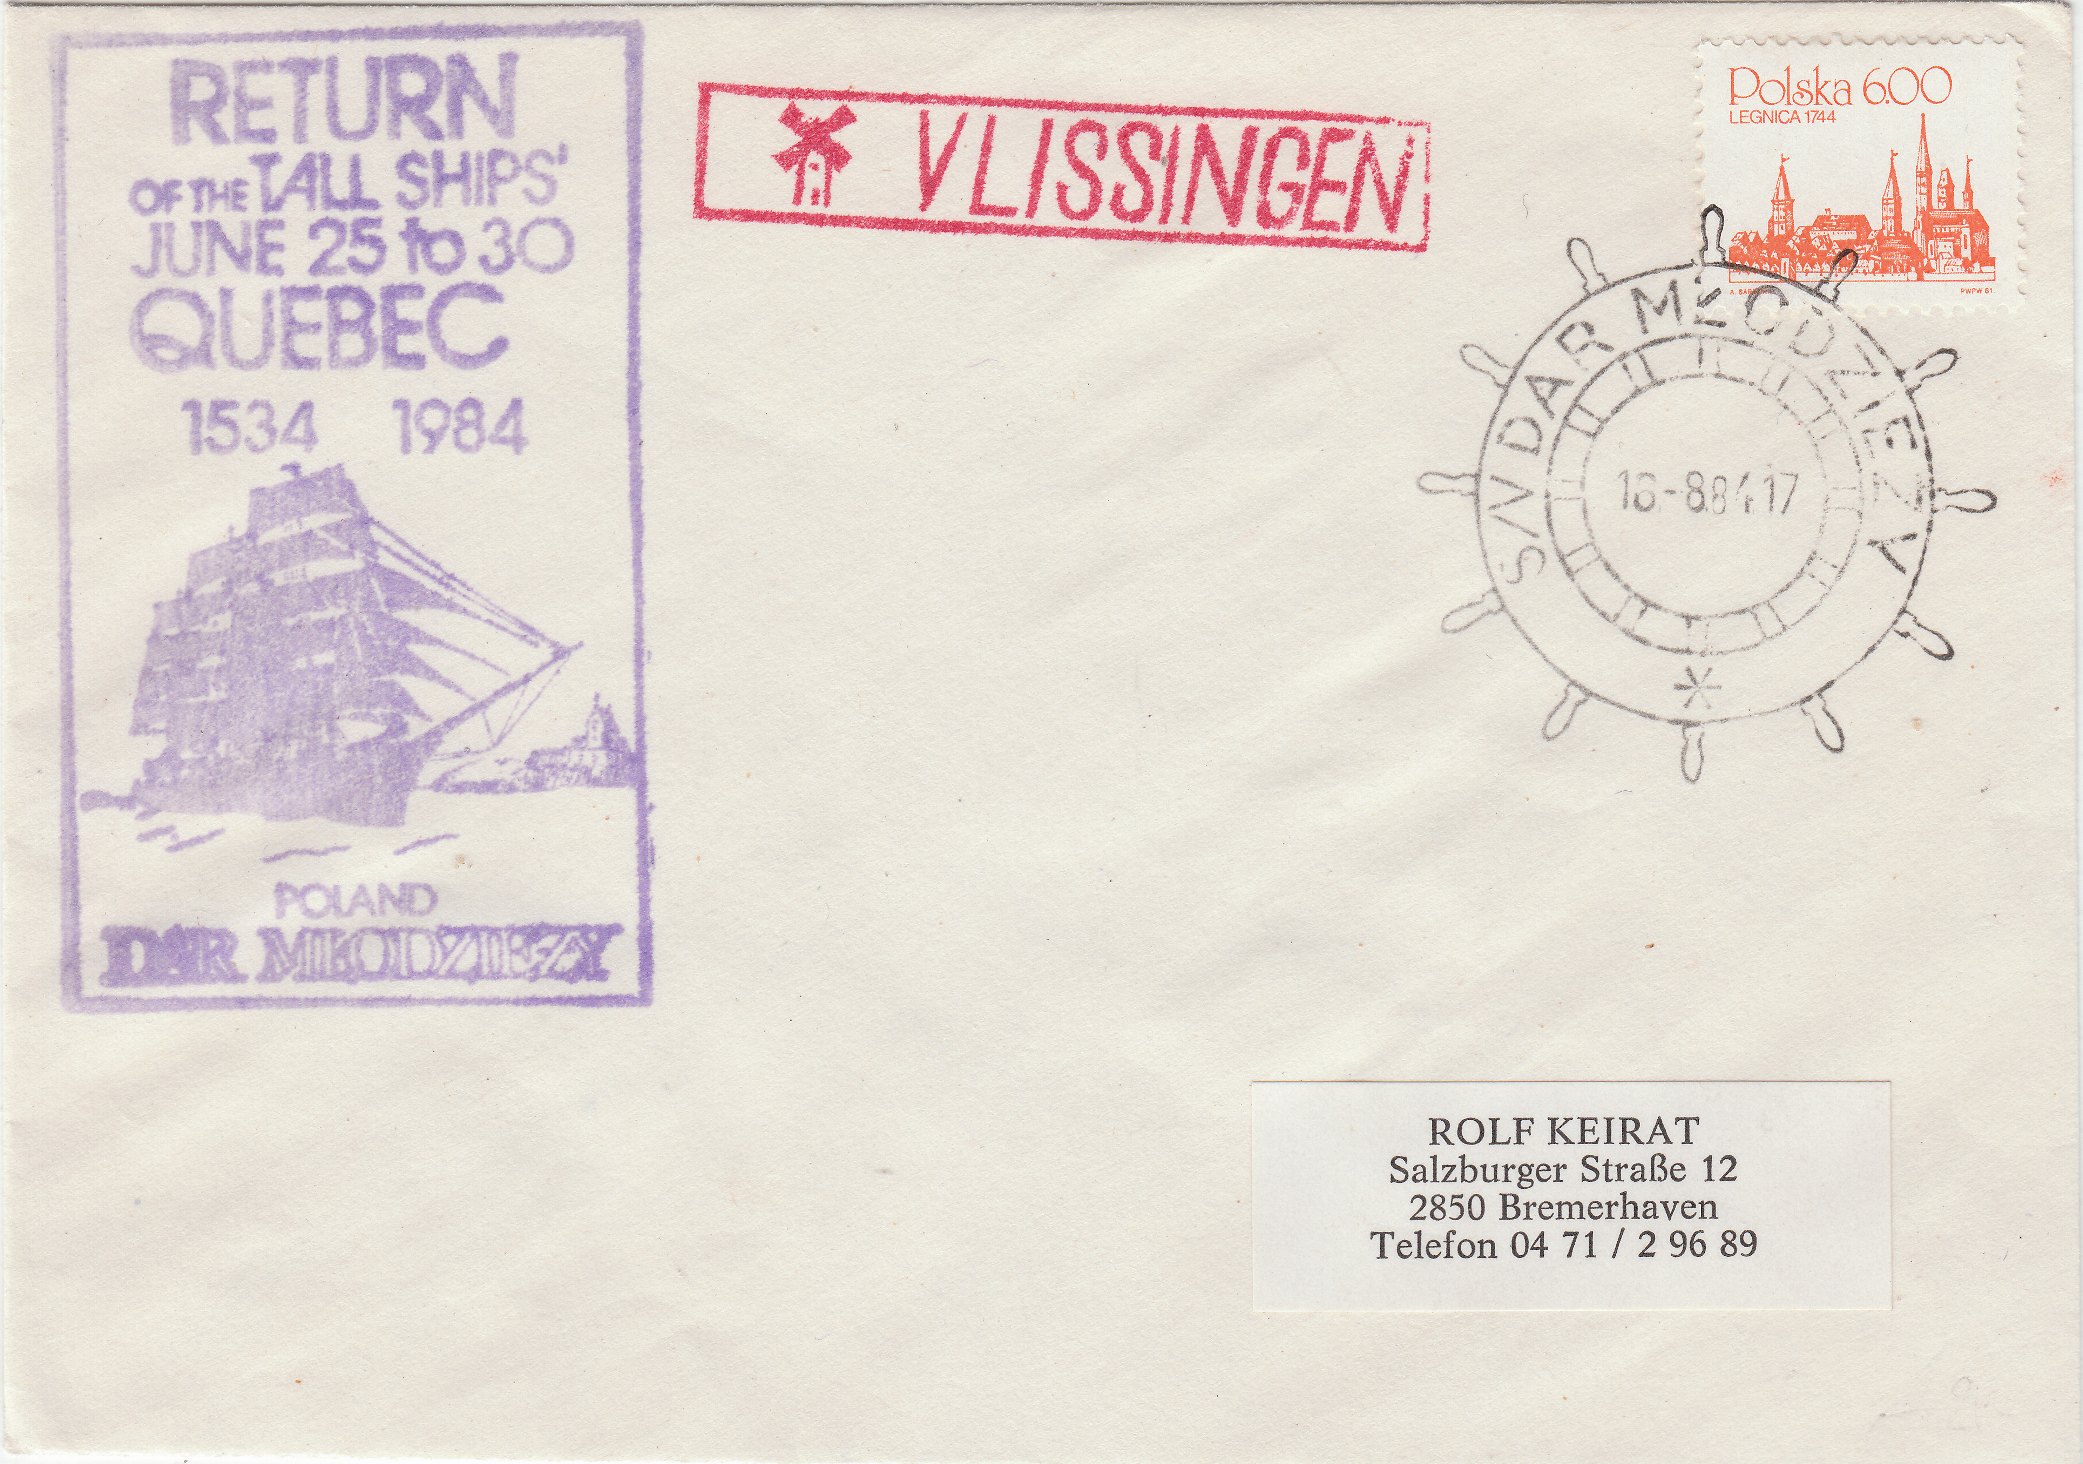 RETURN
OF THE TALL SHIPS'
JUNE 25 to 30
QUEBEC
1534 1984
POLAND
DAR MŁODZIEŻY
VLISSINGEN
Polska 6.00
LEGNICA 1744
PWPW 81
S/V DAR MŁODZIEŻY
16-8.84.17
ROLF KEIRAT
Salzburger Straße 12
2850 Bremerhaven
Telefon 04 71 / 2 96 89